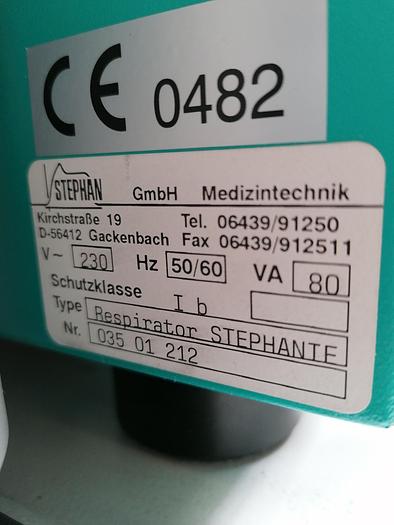 CE 0482
STEPHAN GmbH Medizintechnik
Kirchstraße 19 Tel. 06439/91250
D-56412 Gackenbach Fax 06439/912511
V~ 230 Hz 50/60 VA 80
Schutzklasse I b
Type Respirator STEPHANTE
Nr. 035 01 212